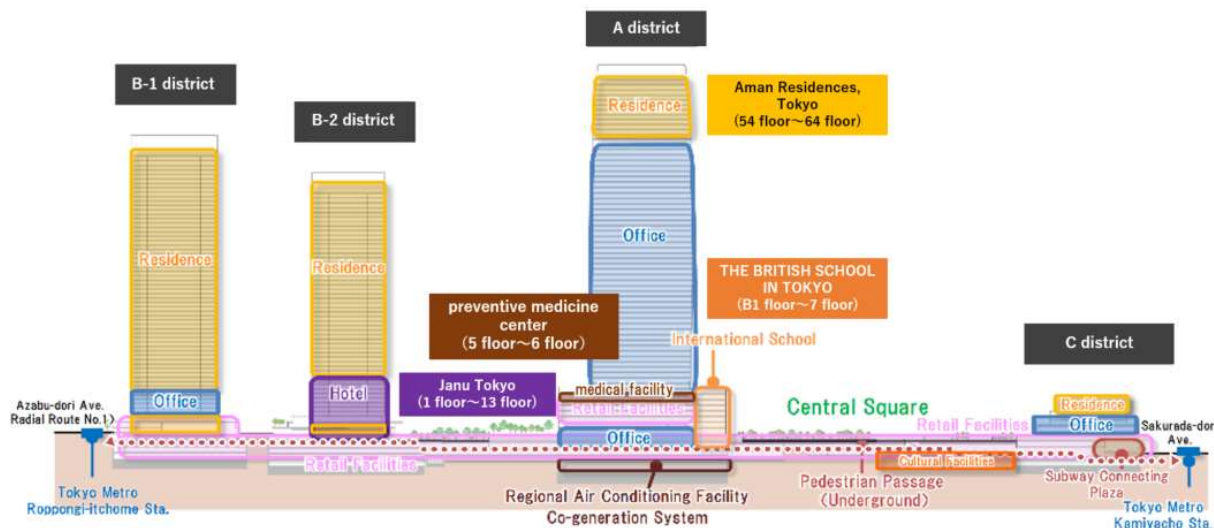 A district
B-1 district
B-2 district
Residence
Aman Residences,
Tokyo
(54 floor～64 floor)
Office
Residence
Residence
THE BRITISH SCHOOL
IN TOKYO
(B1 floor～7 floor)
preventive medicine
center
(5 floor～6 floor)
International School
C district
Janu Tokyo
(1 floor～13 floor)
Hotel
Office
medical facility
Retail Facilities
Central Square
Residence
Azabu-dori Ave.
Radial Route No.1)
Office
Retail Facilities
Office
Sakurada-dor
Ave.
Retail Facilities
Cultural Facilities
Regional Air Conditioning Facility
Co-generation System
Pedestrian Passage
(Underground)
Subway Connecting
Plaza
Tokyo Metro
Roppongi-itchome Sta.
Tokyo Metro
Kamiyacho Sta